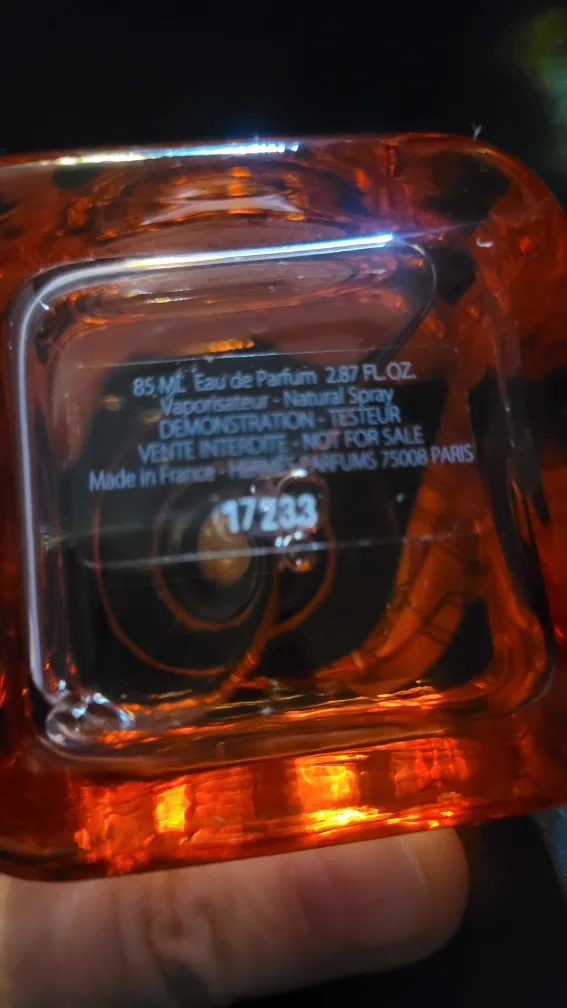 85 ML Eau de Parfum 2.87 FL.OZ.
Vaporisateur - Natural Spray
DEMONSTRATION - TESTEUR
VENTE INTERDITE - NOT FOR SALE
Made in France - PARFUMS 75008 PARIS
17233